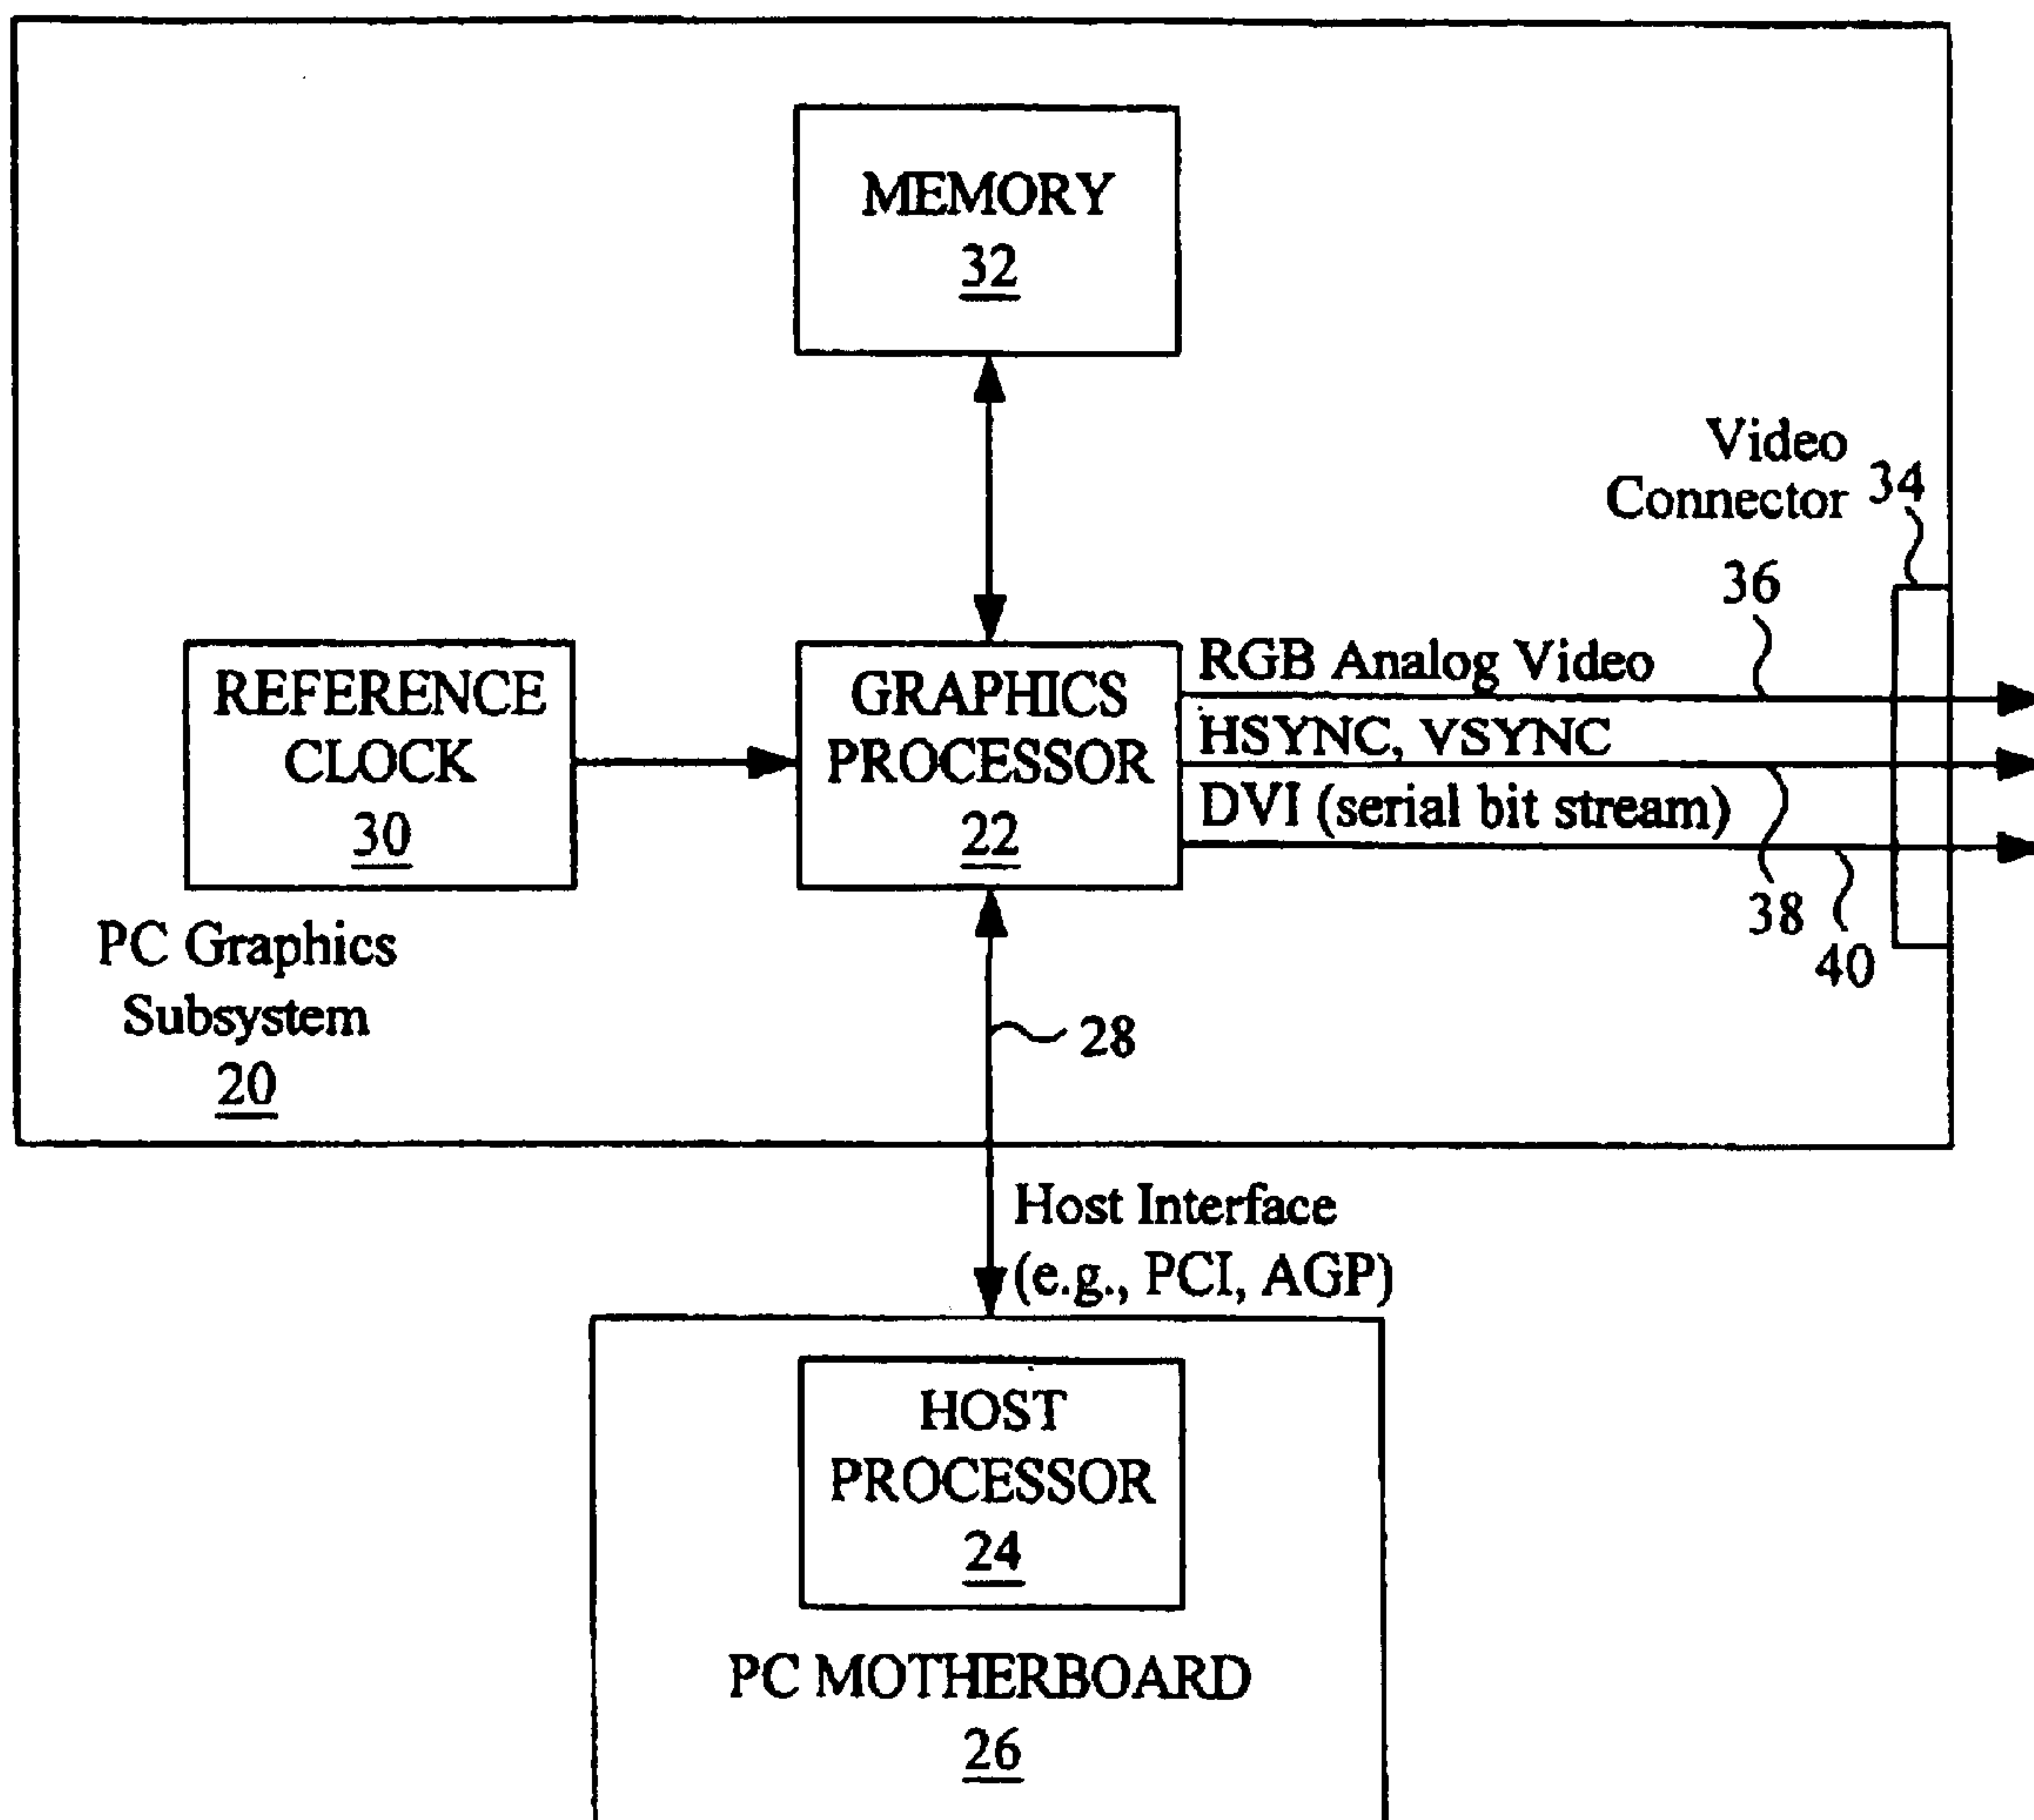 MEMORY
32
Video
Connector
34
36
RGB Analog Video
HSYNC, VSYNC
DVI (serial bit stream)
38
40
REFERENCE
CLOCK
30
GRAPHICS
PROCESSOR
22
PC Graphics
Subsystem
20
28
Host Interface
(e.g., PCI, AGP)
HOST
PROCESSOR
24
PC MOTHERBOARD
26